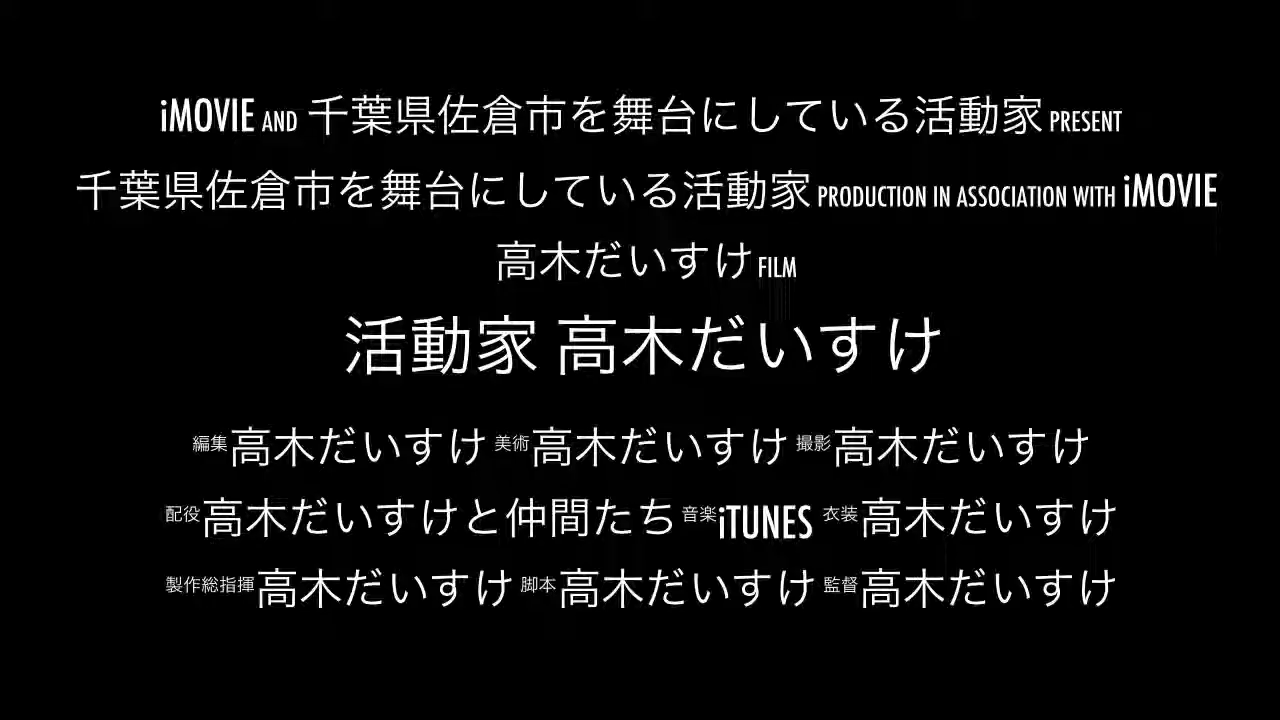 iMOVIE AND 千葉県佐倉市を舞台にしている活動家 PRESENT
千葉県佐倉市を舞台にしている活動家 PRODUCTION IN ASSOCIATION WITH iMOVIE
高木だいすけ FILM
活動家 高木だいすけ
編集 高木だいすけ 美術 高木だいすけ 撮影 高木だいすけ
配役 高木だいすけと仲間たち 音楽 iTUNES 衣装 高木だいすけ
製作総指揮 高木だいすけ 脚本 高木だいすけ 監督 高木だいすけ